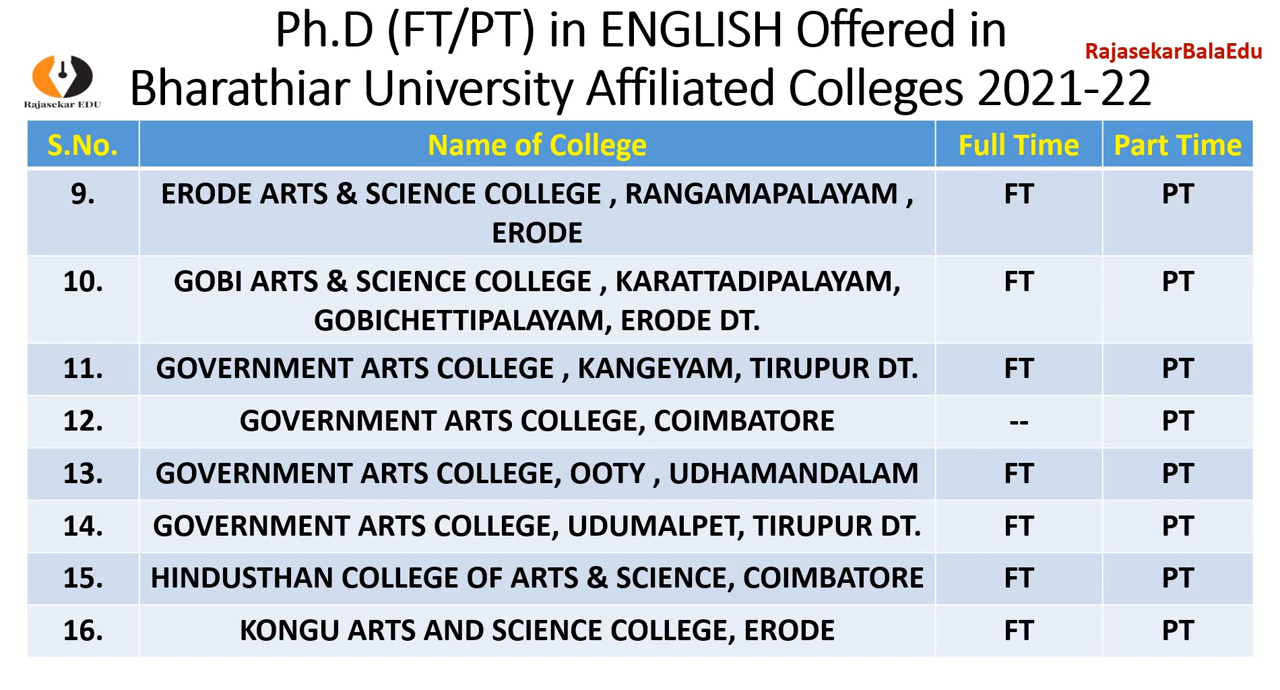 Ph.D (FT/PT) in ENGLISH Offered in
RajasekarBalaEdu
Rajasekar EDU
Bharathiar University Affiliated Colleges 2021-22
S.No. Name of College Full Time Part Time
9. ERODE ARTS & SCIENCE COLLEGE , RANGAMAPALAYAM , FT PT
ERODE
10. GOBI ARTS & SCIENCE COLLEGE , KARATTADIPALAYAM, FT PT
GOBICHETTIPALAYAM, ERODE DT.
11. GOVERNMENT ARTS COLLEGE , KANGEYAM, TIRUPUR DT. FT PT
12. GOVERNMENT ARTS COLLEGE, COIMBATORE -- PT
13. GOVERNMENT ARTS COLLEGE, OOTY , UDHAMANDALAM FT PT
14. GOVERNMENT ARTS COLLEGE, UDUMALPET, TIRUPUR DT. FT PT
15. HINDUSTHAN COLLEGE OF ARTS & SCIENCE, COIMBATORE FT PT
16. KONGU ARTS AND SCIENCE COLLEGE, ERODE FT PT